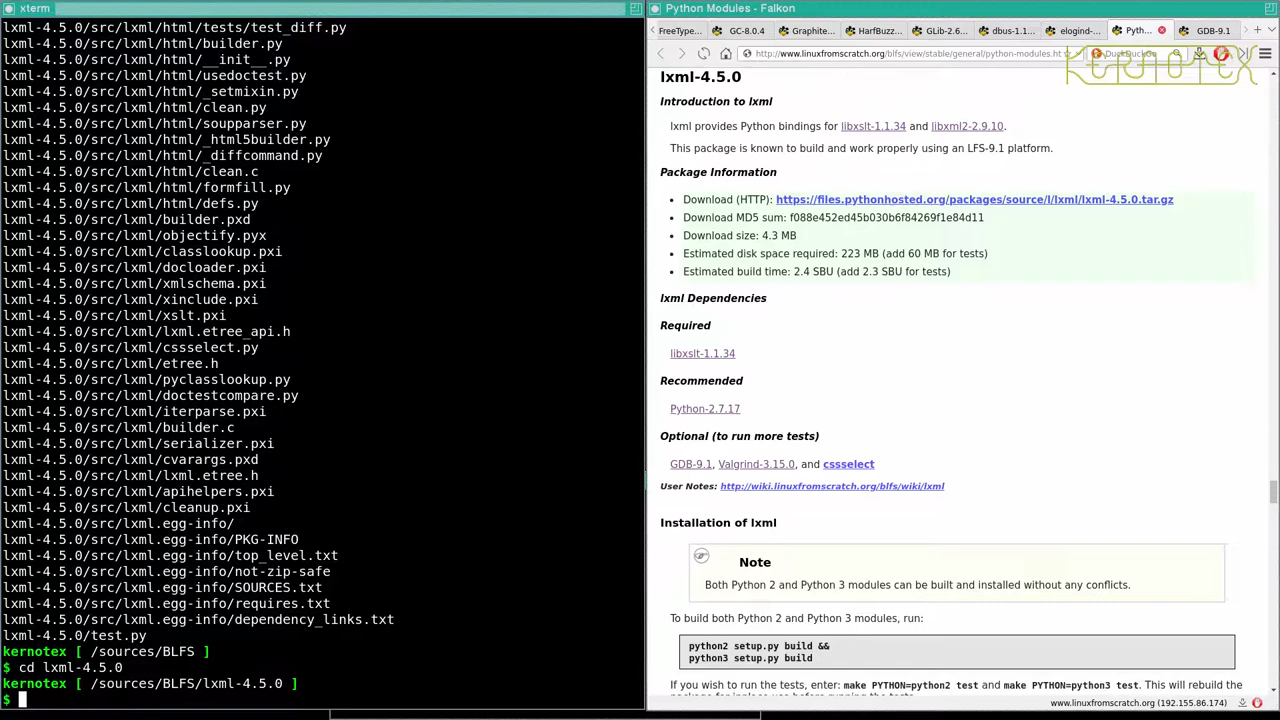 xterm
lxml-4.5.0/src/lxml/html/tests/test_diff.py
lxml-4.5.0/src/lxml/html/builder.py
lxml-4.5.0/src/lxml/html/__init__.py
lxml-4.5.0/src/lxml/html/usedoctest.py
lxml-4.5.0/src/lxml/html/_setmixin.py
lxml-4.5.0/src/lxml/html/clean.py
lxml-4.5.0/src/lxml/html/soupparser.py
lxml-4.5.0/src/lxml/html/_html5builder.py
lxml-4.5.0/src/lxml/html/_diffcommand.py
lxml-4.5.0/src/lxml/html/clean.c
lxml-4.5.0/src/lxml/html/formfill.py
lxml-4.5.0/src/lxml/html/defs.py
lxml-4.5.0/src/lxml/builder.pxd
lxml-4.5.0/src/lxml/objectify.pyx
lxml-4.5.0/src/lxml/classlookup.pxi
lxml-4.5.0/src/lxml/docloader.pxi
lxml-4.5.0/src/lxml/xmlschema.pxi
lxml-4.5.0/src/lxml/xinclude.pxi
lxml-4.5.0/src/lxml/xslt.pxi
lxml-4.5.0/src/lxml/lxml.etree_api.h
lxml-4.5.0/src/lxml/cssselect.py
lxml-4.5.0/src/lxml/etree.h
lxml-4.5.0/src/lxml/pyclasslookup.py
lxml-4.5.0/src/lxml/doctestcompare.py
lxml-4.5.0/src/lxml/iterparse.pxi
lxml-4.5.0/src/lxml/builder.c
lxml-4.5.0/src/lxml/serializer.pxi
lxml-4.5.0/src/lxml/cvarargs.pxd
lxml-4.5.0/src/lxml/lxml.etree.h
lxml-4.5.0/src/lxml/apihelpers.pxi
lxml-4.5.0/src/lxml/cleanup.pxi
lxml-4.5.0/src/lxml.egg-info/
lxml-4.5.0/src/lxml.egg-info/PKG-INFO
lxml-4.5.0/src/lxml.egg-info/top_level.txt
lxml-4.5.0/src/lxml.egg-info/not-zip-safe
lxml-4.5.0/src/lxml.egg-info/SOURCES.txt
lxml-4.5.0/src/lxml.egg-info/requires.txt
lxml-4.5.0/src/lxml.egg-info/dependency_links.txt
lxml-4.5.0/test.py
kernotex [ /sources/BLFS ]
$ cd lxml-4.5.0
kernotex [ /sources/BLFS/lxml-4.5.0 ]
$
Python Modules - Falkon
FreeType... GC-8.0.4 Graphite... HarfBuzz... GLib-2.6... dbus-1.1... elogind-... Pyth... GDB-9.1
http://www.linuxfromscratch.org/blfs/view/stable/general/python-modules.ht DuckDuckGo
KERNOTEX
lxml-4.5.0
Introduction to lxml
lxml provides Python bindings for libxslt-1.1.34 and libxml2-2.9.10.
This package is known to build and work properly using an LFS-9.1 platform.
Package Information
• Download (HTTP): https://files.pythonhosted.org/packages/source/l/lxml/lxml-4.5.0.tar.gz
• Download MD5 sum: f088e452ed45b030b6f84269f1e84d11
• Download size: 4.3 MB
• Estimated disk space required: 223 MB (add 60 MB for tests)
• Estimated build time: 2.4 SBU (add 2.3 SBU for tests)
lxml Dependencies
Required
libxslt-1.1.34
Recommended
Python-2.7.17
Optional (to run more tests)
GDB-9.1, Valgrind-3.15.0, and cssselect
User Notes: http://wiki.linuxfromscratch.org/blfs/wiki/lxml
Installation of lxml
Note
Both Python 2 and Python 3 modules can be built and installed without any conflicts.
To build both Python 2 and Python 3 modules, run:
python2 setup.py build &&
python3 setup.py build
If you wish to run the tests, enter: make PYTHON=python2 test and make PYTHON=python3 test. This will rebuild the
www.linuxfromscratch.org (192.155.86.174)